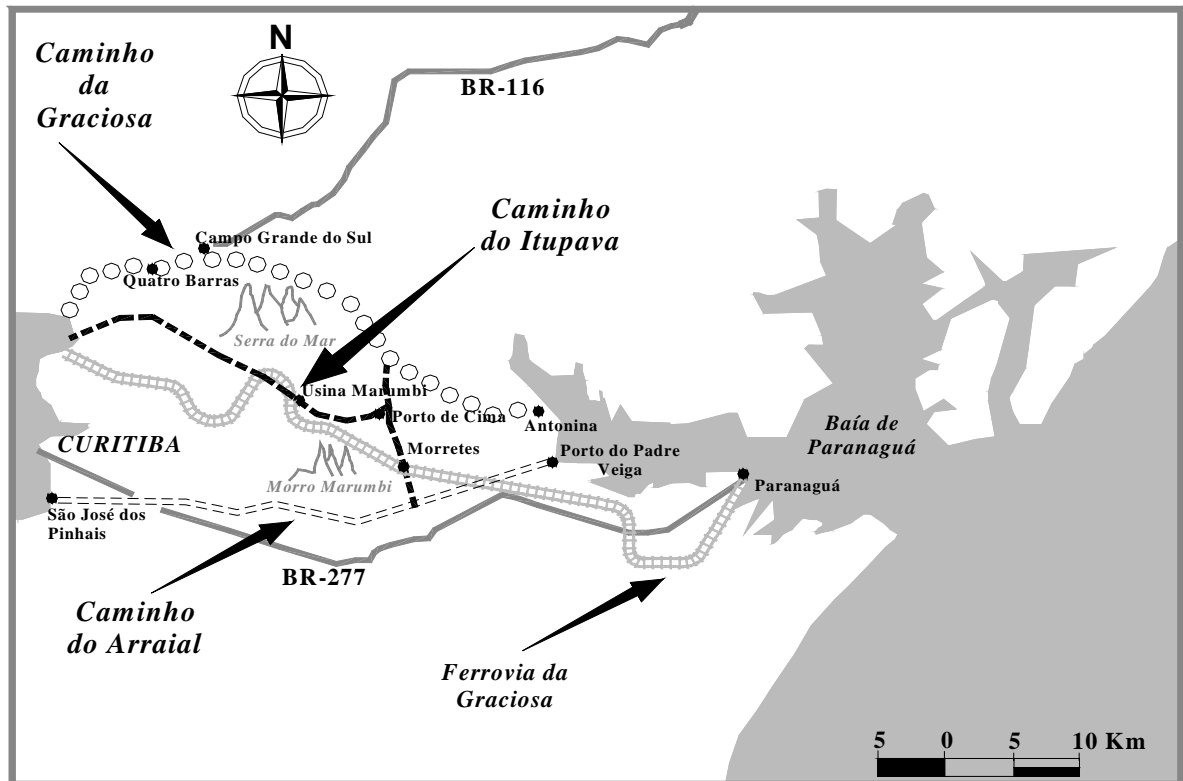 N
Caminho
da
Graciosa
BR-116
Caminho
do Itupava
Campo Grande do Sul
Quatro Barras
Serra do Mar
Usina Marumbi
Porto de Cima
Antonina
CURITIBA
Morretes
Porto do Padre
Veiga
Baía de
Paranaguá
Morro Marumbi
Paranaguá
São José dos
Pinhais
BR-277
Caminho
do Arraial
Ferrovia da
Graciosa
5 0 5 10 Km